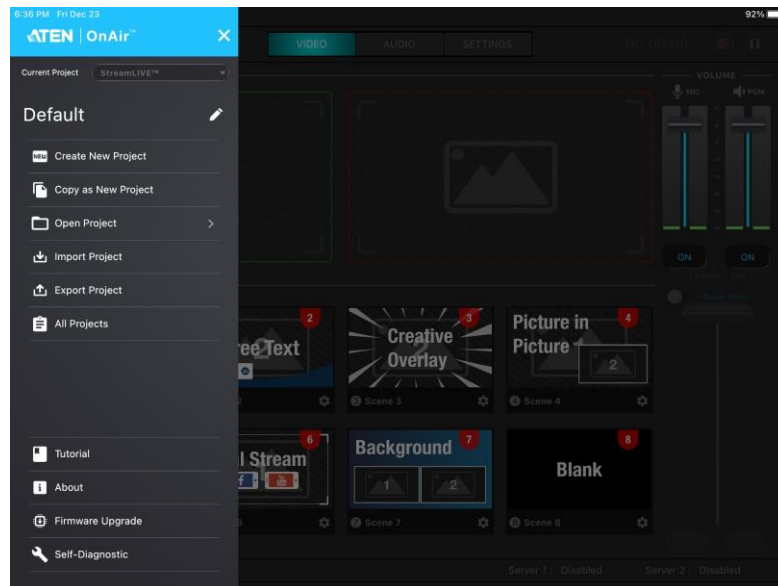 6:36 PM Fri Dec 23
92%
ATEN OnAir™
VIDEO
AUDIO
SETTINGS
00:00:00
Current Project
StreamLIVE™
VOLUME
MIC
PGM
Default
NEW
Create New Project
Copy as New Project
Open Project
Import Project
Export Project
All Projects
ON
ON
2
ree Text
2
3
Creative
Overlay
2
Scene 3
4
Picture in
Picture 1
2
Scene 4
6
l Stream
7
Background
1
2
Scene 7
8
Blank
Scene 8
Tutorial
About
Firmware Upgrade
Self-Diagnostic
Server 1 : Disabled
Server 2 : Disabled